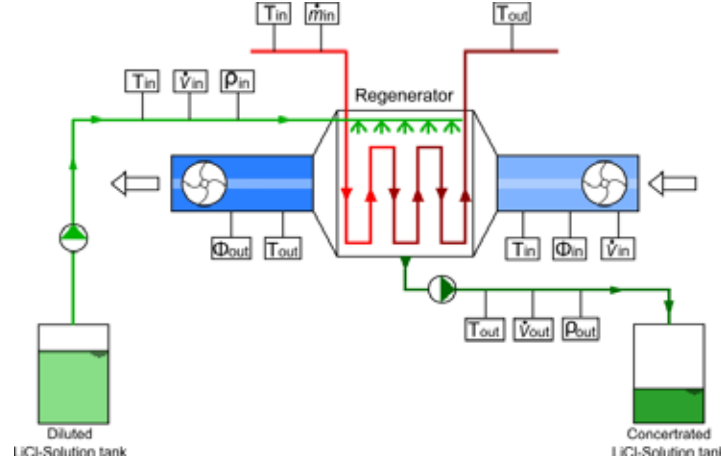 Tin ṁin Tout
Regenerator
Tin v̇in ρin
Φout Tout Tin Φin v̇in
Tout v̇out ρout
Diluted
LiCl-Solution tank
Concertrated
LiCl-Solution tank